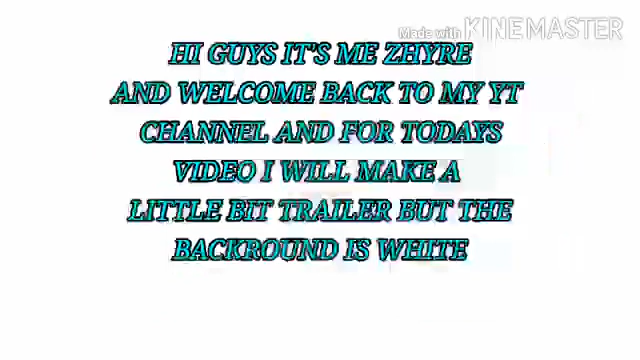 Made with KINEMASTER
HI GUYS IT'S ME ZHYRE
AND WELCOME BACK TO MY YT
CHANNEL AND FOR TODAYS
VIDEO I WILL MAKE A
LITTLE BIT TRAILER BUT THE
BACKROUND IS WHITE